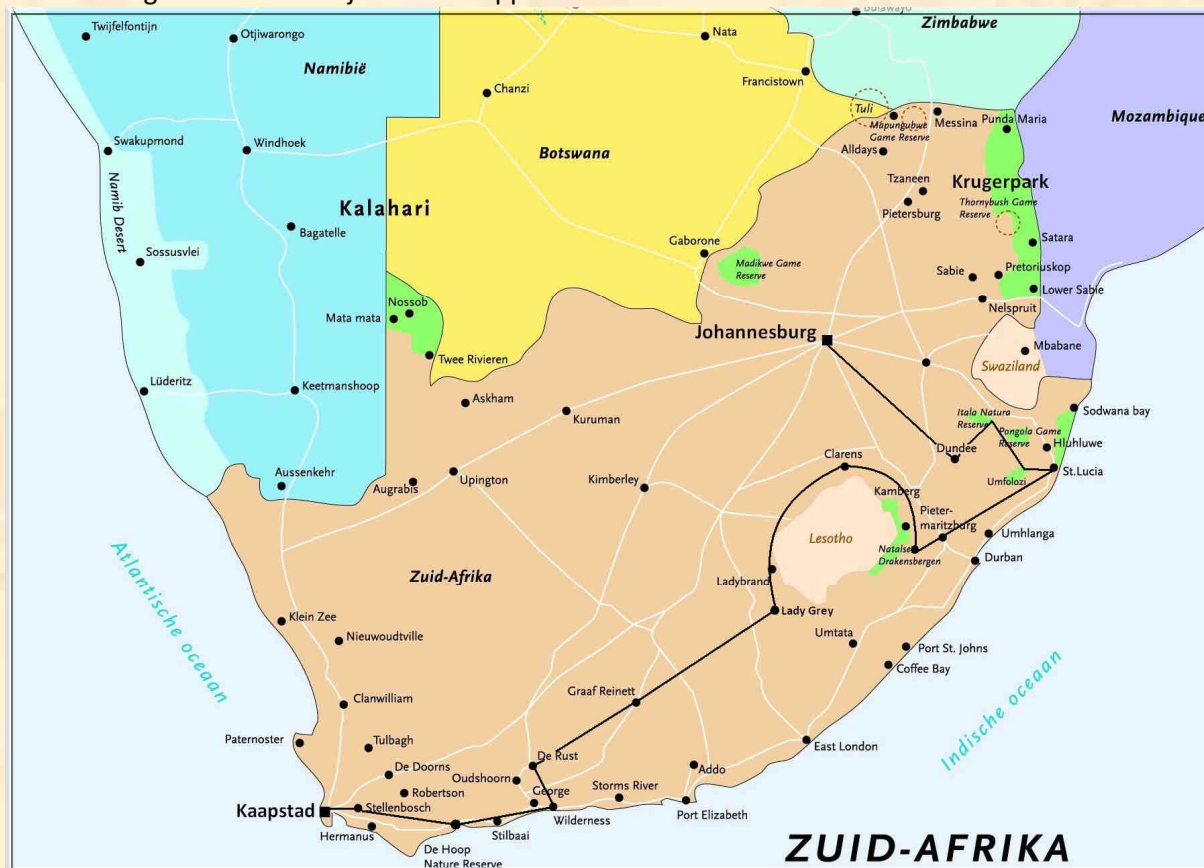 Twijfelfontijn
Otjiwarongo
Nata
Zimbabwe
Namibië
Francistown
Chanzi
Tuli
Mapungubwe
Game Reserve
Messina
Punda Maria
Mozambique
Swakupmond
Windhoek
Botswana
Alldays
Namib Desert
Kalahari
Tzaneen
Krugerpark
Pietersburg
Thornybush Game
Reserve
Bagatelle
Sossusvlei
Gaborone
Satara
Madikwe Game
Reserve
Sabie
Pretoriuskop
Lower Sabie
Nossob
Nelspruit
Mata mata
Johannesburg
Mbabane
Twee Rivieren
Swaziland
Lüderitz
Keetmanshoop
Askham
Kuruman
Itala Natura
Reserve
Sodwana bay
Pongola Game
Reserve
Hluhluwe
Dundee
Clarens
St.Lucia
Aussenkehr
Augrabis
Upington
Kimberley
Umfolozi
Kamberg
Pieter-
maritzburg
Lesotho
Umhlanga
Natalse
Drakensbergen
Durban
Atlantische oceaan
Zuid-Afrika
Ladybrand
Lady Grey
Klein Zee
Nieuwoudtville
Umtata
Port St. Johns
Coffee Bay
Indische oceaan
Clanwilliam
Graaf Reinett
Paternoster
Tulbagh
East London
De Rust
De Doorns
Oudshoorn
Addo
Robertson
George
Storms River
Kaapstad
Stellenbosch
Wilderness
Port Elizabeth
Hermanus
Stilbaai
De Hoop
Nature Reserve
ZUID-AFRIKA